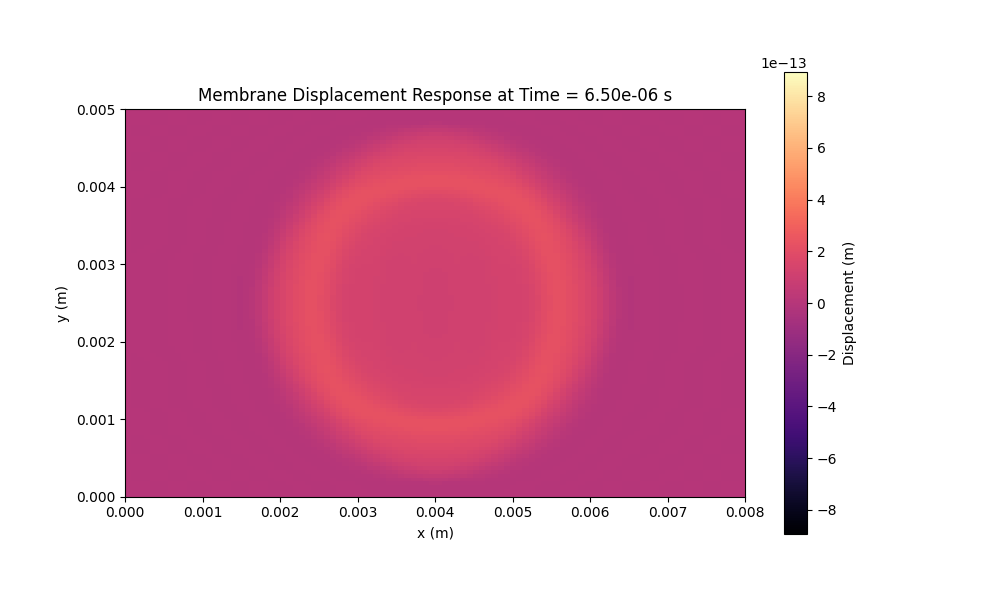 1e−13
Membrane Displacement Response at Time = 6.50e-06 s
0.005
0.004
0.003
0.002
0.001
0.000
y (m)
0.000 0.001 0.002 0.003 0.004 0.005 0.006 0.007 0.008
x (m)
8
6
4
2
0
−2
−4
−6
−8
Displacement (m)